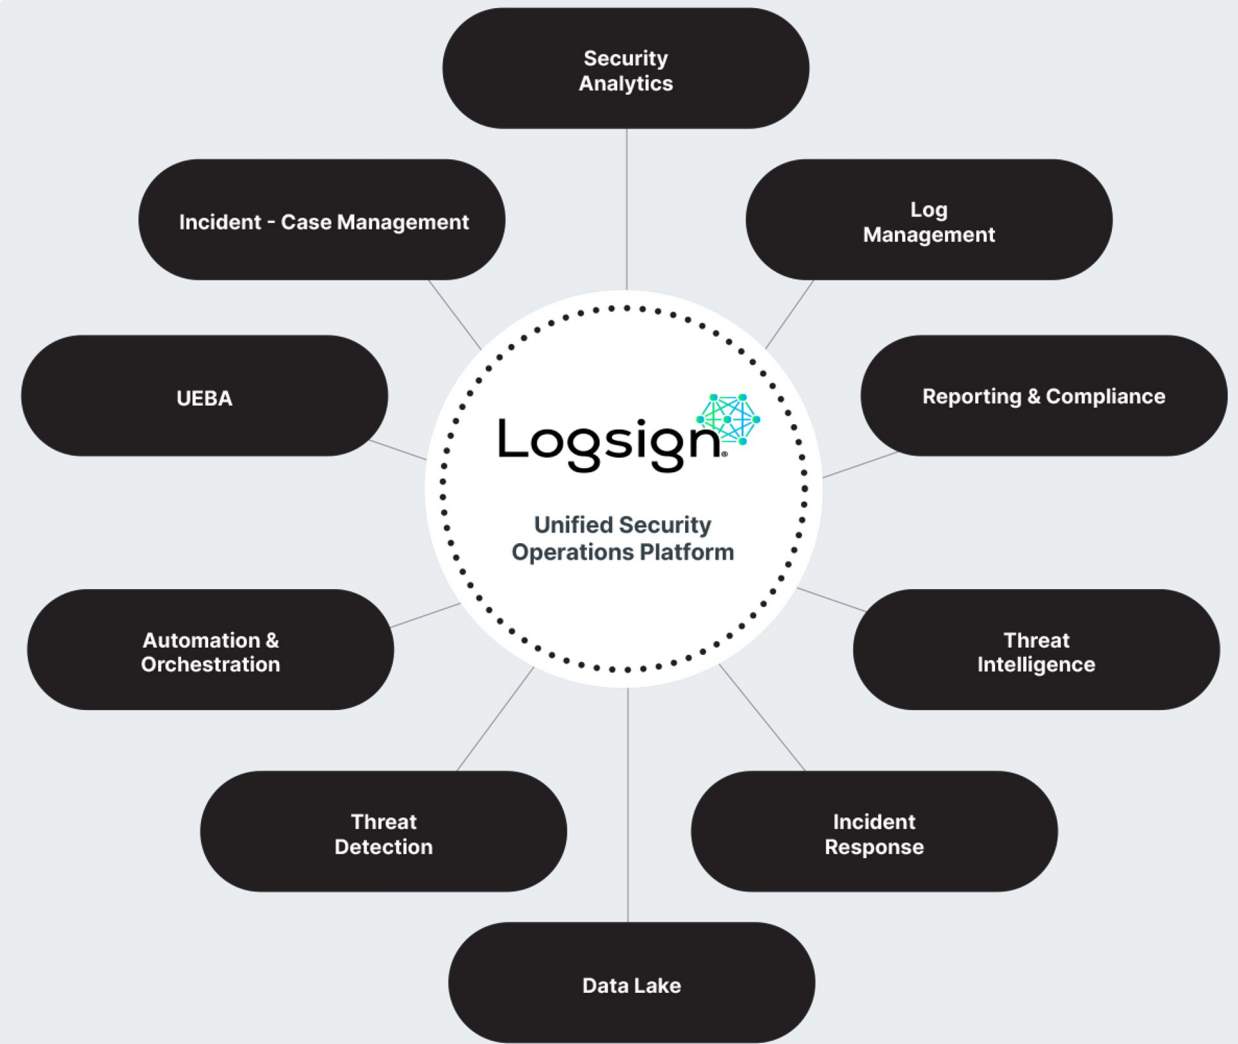 Security
Analytics
Incident - Case Management
Log
Management
UEBA
Reporting & Compliance
Logsign®
Unified Security
Operations Platform
Automation &
Orchestration
Threat
Intelligence
Threat
Detection
Incident
Response
Data Lake